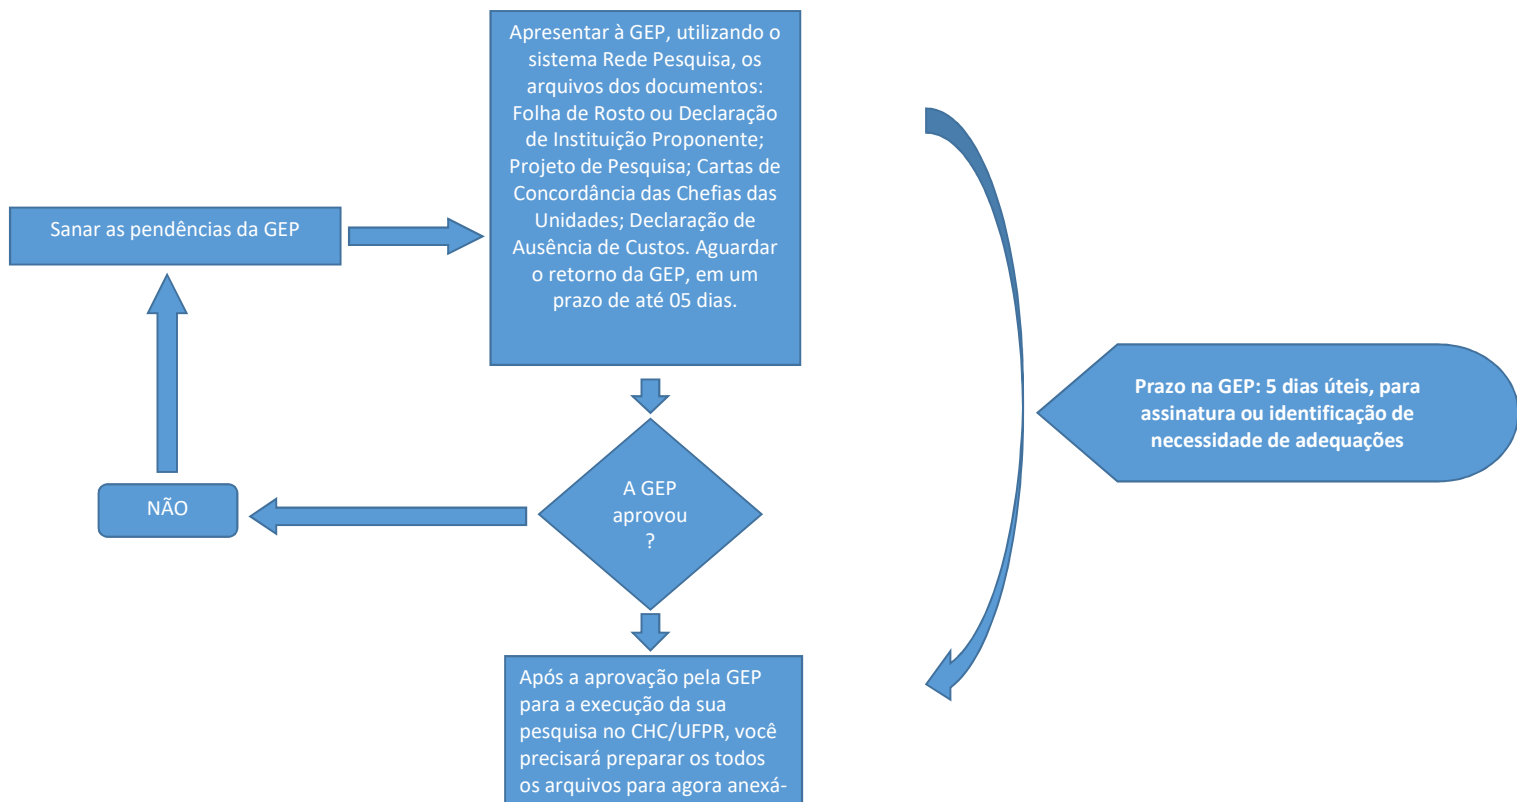 Apresentar à GEP, utilizando o
sistema Rede Pesquisa, os
arquivos dos documentos:
Folha de Rosto ou Declaração
de Instituição Proponente;
Projeto de Pesquisa; Cartas de
Concordância das Chefias das
Unidades; Declaração de
Ausência de Custos. Aguardar
o retorno da GEP, em um
prazo de até 05 dias.
Sanar as pendências da GEP
Prazo na GEP: 5 dias úteis, para
assinatura ou identificação de
necessidade de adequações
A GEP
aprovou
?
NÃO
Após a aprovação pela GEP
para a execução da sua
pesquisa no CHC/UFPR, você
precisará preparar os todos
os arquivos para agora anexá-